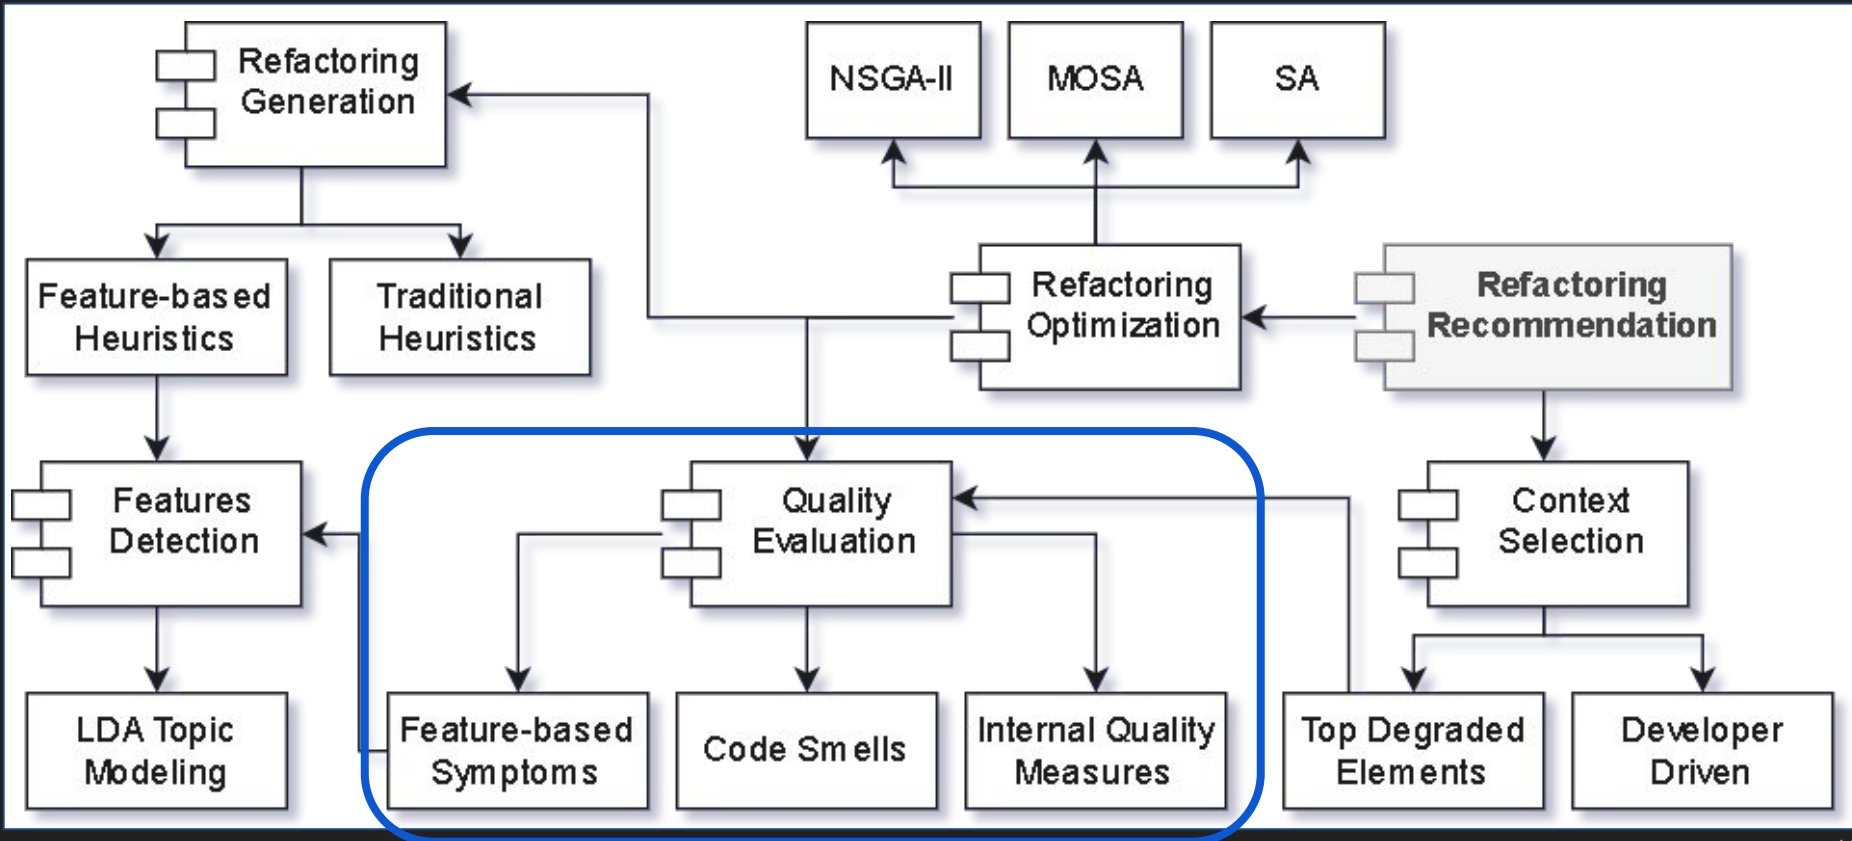 Refactoring
Generation
NSGA-II
MOSA
SA
Feature-based
Heuristics
Traditional
Heuristics
Refactoring
Optimization
Refactoring
Recommendation
Features
Detection
Quality
Evaluation
Context
Selection
LDA Topic
Modeling
Feature-based
Symptoms
Code Smells
Internal Quality
Measures
Top Degraded
Elements
Developer
Driven